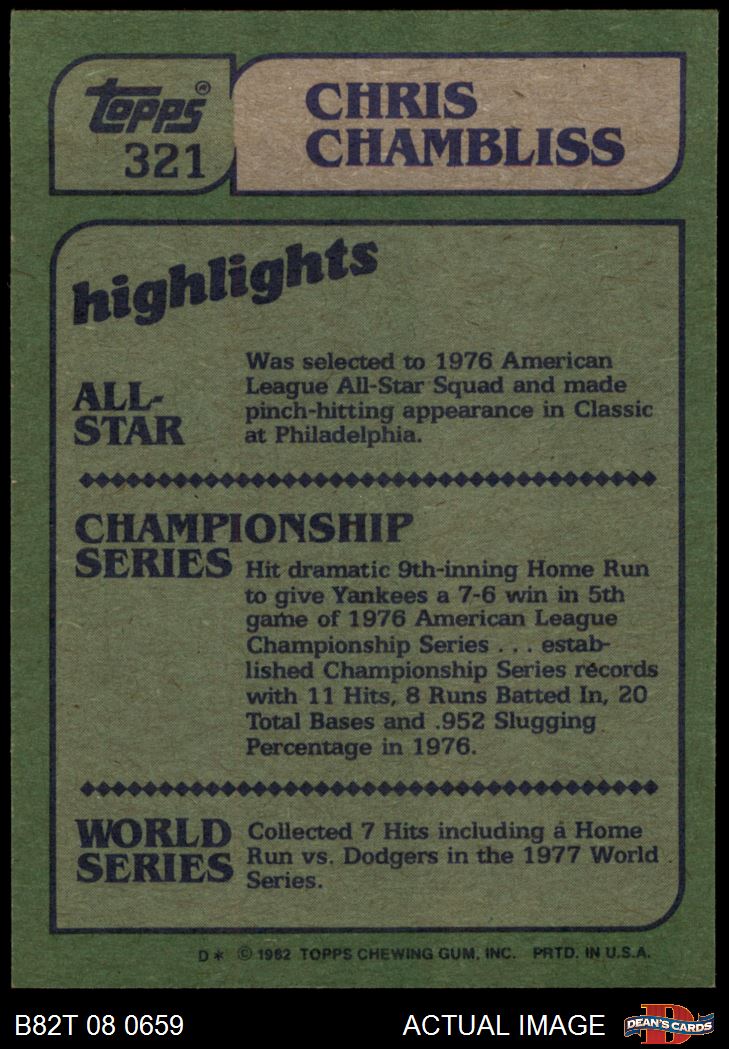 topps®
321
CHRIS
CHAMBLISS
highlights
ALL-
STAR
Was selected to 1976 American
League All-Star Squad and made
pinch-hitting appearance in Classic
at Philadelphia.
CHAMPIONSHIP
SERIES
Hit dramatic 9th-inning Home Run
to give Yankees a 7-6 win in 5th
game of 1976 American League
Championship Series . . . estab-
lished Championship Series records
with 11 Hits, 8 Runs Batted In, 20
Total Bases and .952 Slugging
Percentage in 1976.
WORLD
SERIES
Collected 7 Hits including a Home
Run vs. Dodgers in the 1977 World
Series.
D* © 1982 TOPPS CHEWING GUM, INC. PRTD. IN U.S.A.
B82T 08 0659
ACTUAL IMAGE
D
DEAN'S CARDS